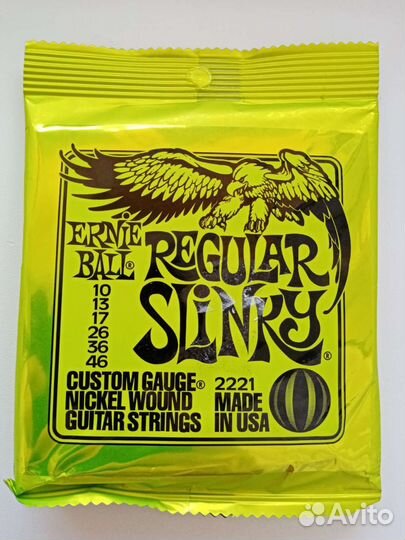 ERNIE BALL®
REGULAR
SLINKY®
10
13
17
26
36
46
CUSTOM GAUGE®
NICKEL WOUND
GUITAR STRINGS
2221
MADE
IN USA
Avito